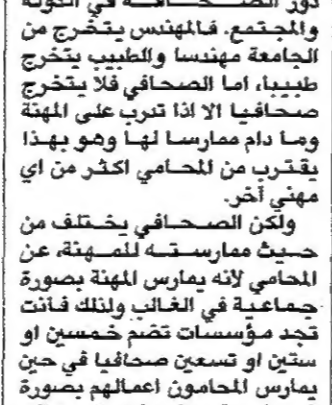 دور الصحافة في الدولة
والمجتمع. فالمهندس يتخرج من
الجامعة مهندسا والطبيب يتخرج
طبيبا، اما الصحافي فلا يتخرج
صحافيا الا اذا تدرب على المهنة
وما دام ممارسا لها وهو بهذا
يقترب من المحامي اكثر من اي
مهني آخر.
ولكن الصحافي يختلف من
حيث ممارسته للمهنة، عن
المحامي لأنه يمارس المهنة بصورة
جماعية في الغالب ولذلك فأنت
تجد مؤسسات تضم خمسين او
ستين او تسعين صحافيا في حين
يمارس المحامون اعمالهم بصورة